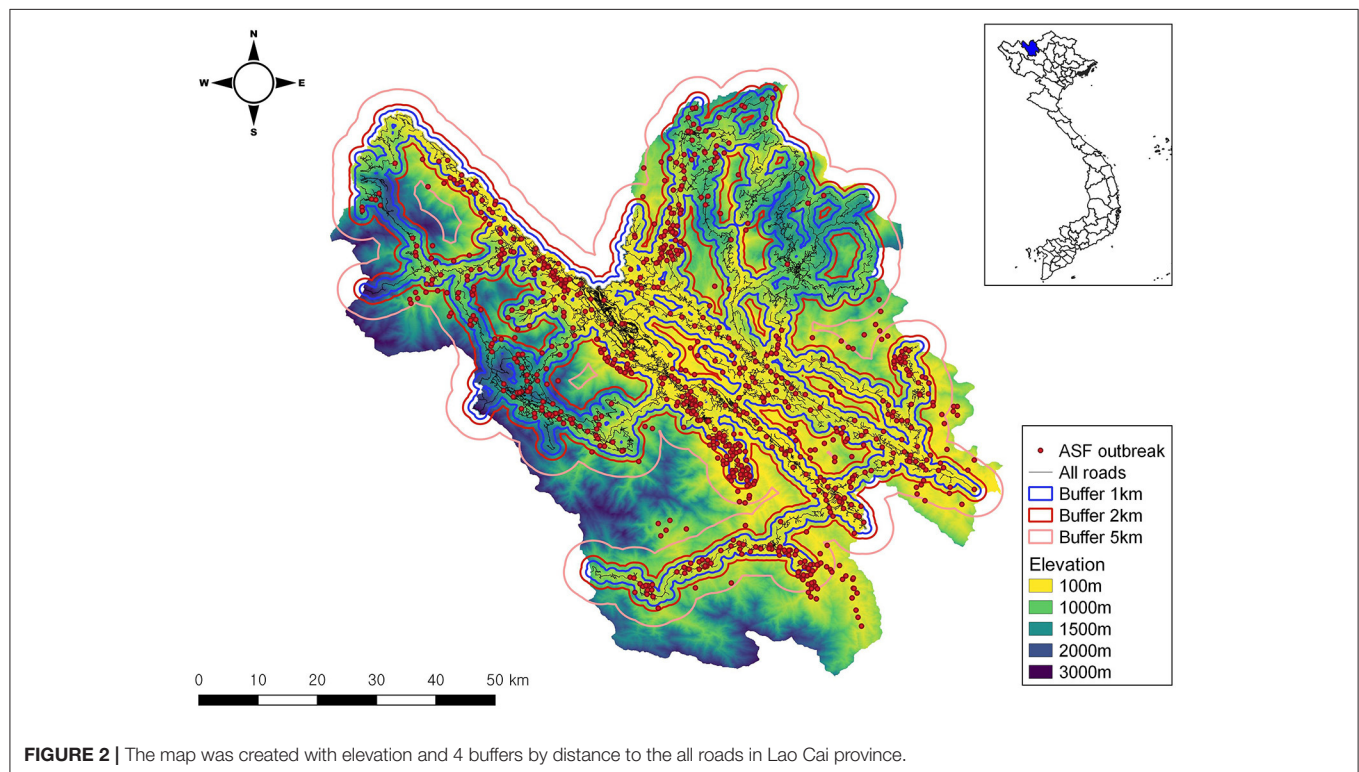 N
W
E
S
ASF outbreak
All roads
Buffer 1km
Buffer 2km
Buffer 5km
Elevation
100m
1000m
1500m
2000m
3000m
0 10 20 30 40 50 km
FIGURE 2 | The map was created with elevation and 4 buffers by distance to the all roads in Lao Cai province.